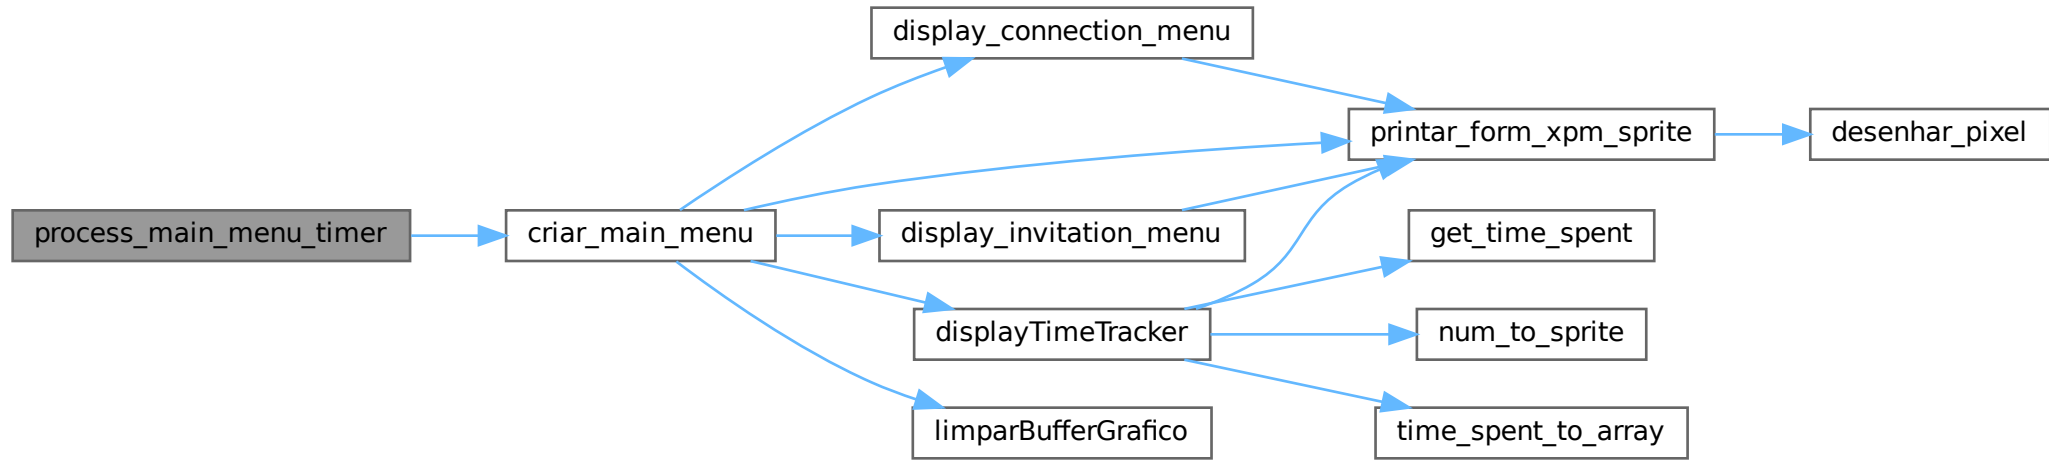 display_connection_menu
printar_form_xpm_sprite
desenhar_pixel
process_main_menu_timer
criar_main_menu
display_invitation_menu
get_time_spent
displayTimeTracker
num_to_sprite
limparBufferGrafico
time_spent_to_array